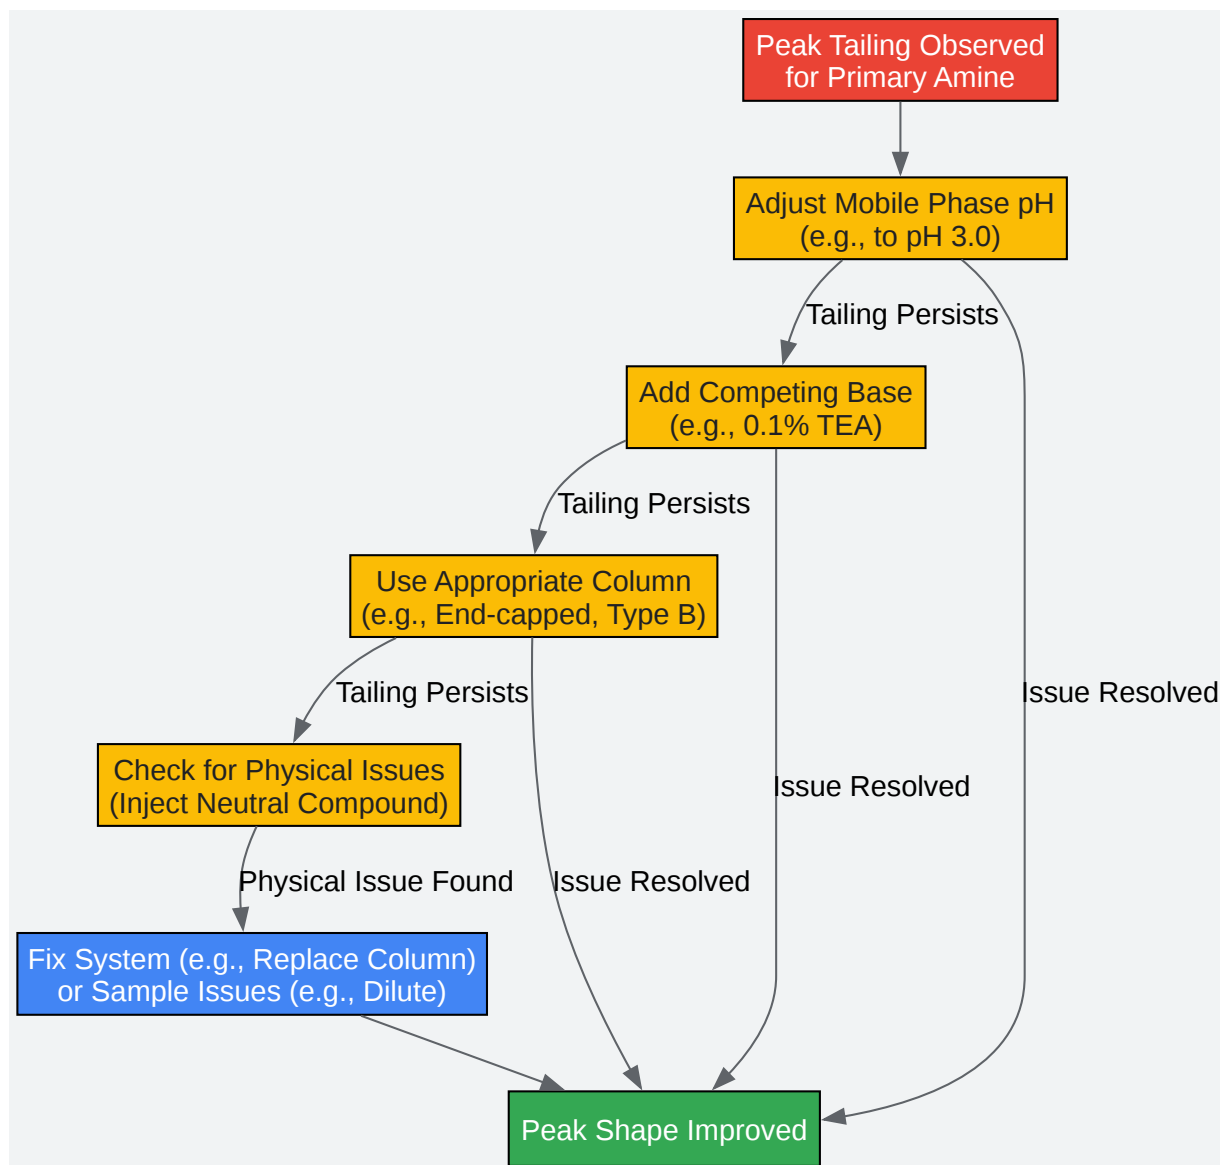 Peak Tailing Observed
for Primary Amine
Adjust Mobile Phase pH
(e.g., to pH 3.0)
Tailing Persists
Add Competing Base
(e.g., 0.1% TEA)
Tailing Persists
Use Appropriate Column
(e.g., End-capped, Type B)
Tailing Persists
Issue Resolved
Check for Physical Issues
(Inject Neutral Compound)
Issue Resolved
Physical Issue Found
Issue Resolved
Fix System (e.g., Replace Column)
or Sample Issues (e.g., Dilute)
Peak Shape Improved